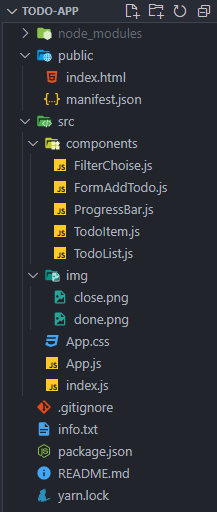 TODO-APP
node_modules
public
index.html
manifest.json
src
components
FilterChoise.js
FormAddTodo.js
ProgressBar.js
TodoItem.js
TodoList.js
img
close.png
done.png
App.css
App.js
index.js
.gitignore
info.txt
package.json
README.md
yarn.lock